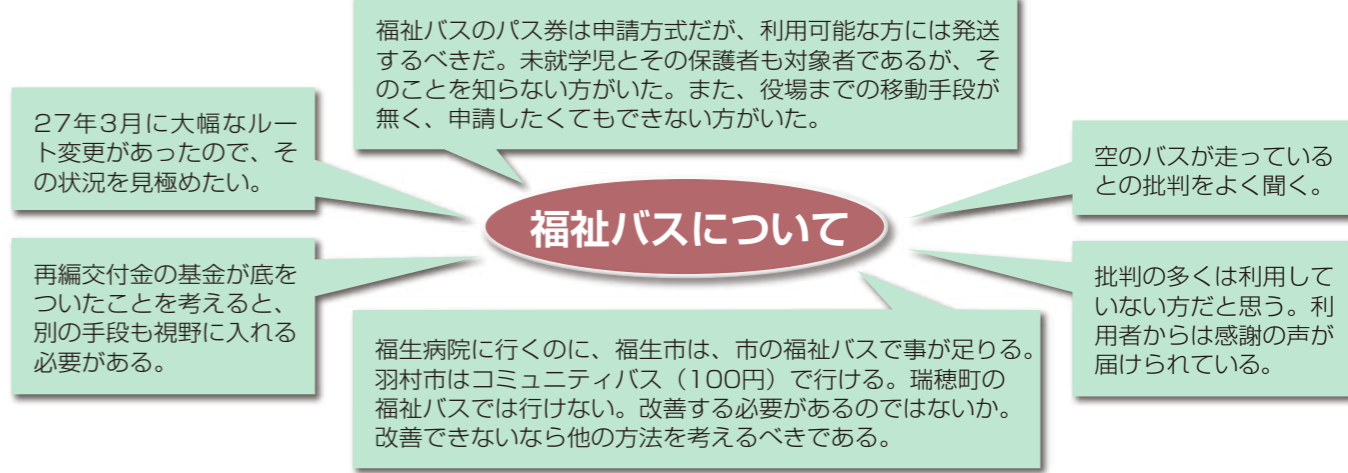 福祉バスのパス券は申請方式だが、利用可能な方には発送
するべきだ。未就学児とその保護者も対象者であるが、そ
のことを知らない方がいた。また、役場までの移動手段が
無く、申請したくてもできない方がいた。
27年3月に大幅なルー
ト変更があったので、そ
の状況を見極めたい。
空のバスが走っている
との批判をよく聞く。
福祉バスについて
再編交付金の基金が底を
ついたことを考えると、
別の手段も視野に入れる
必要がある。
批判の多くは利用して
いない方だと思う。利
用者からは感謝の声が
届けられている。
福生病院に行くのに、福生市は、市の福祉バスで事が足りる。
羽村市はコミュニティバス（100円）で行ける。瑞穂町の
福祉バスでは行けない。改善する必要があるのではないか。
改善できないなら他の方法を考えるべきである。